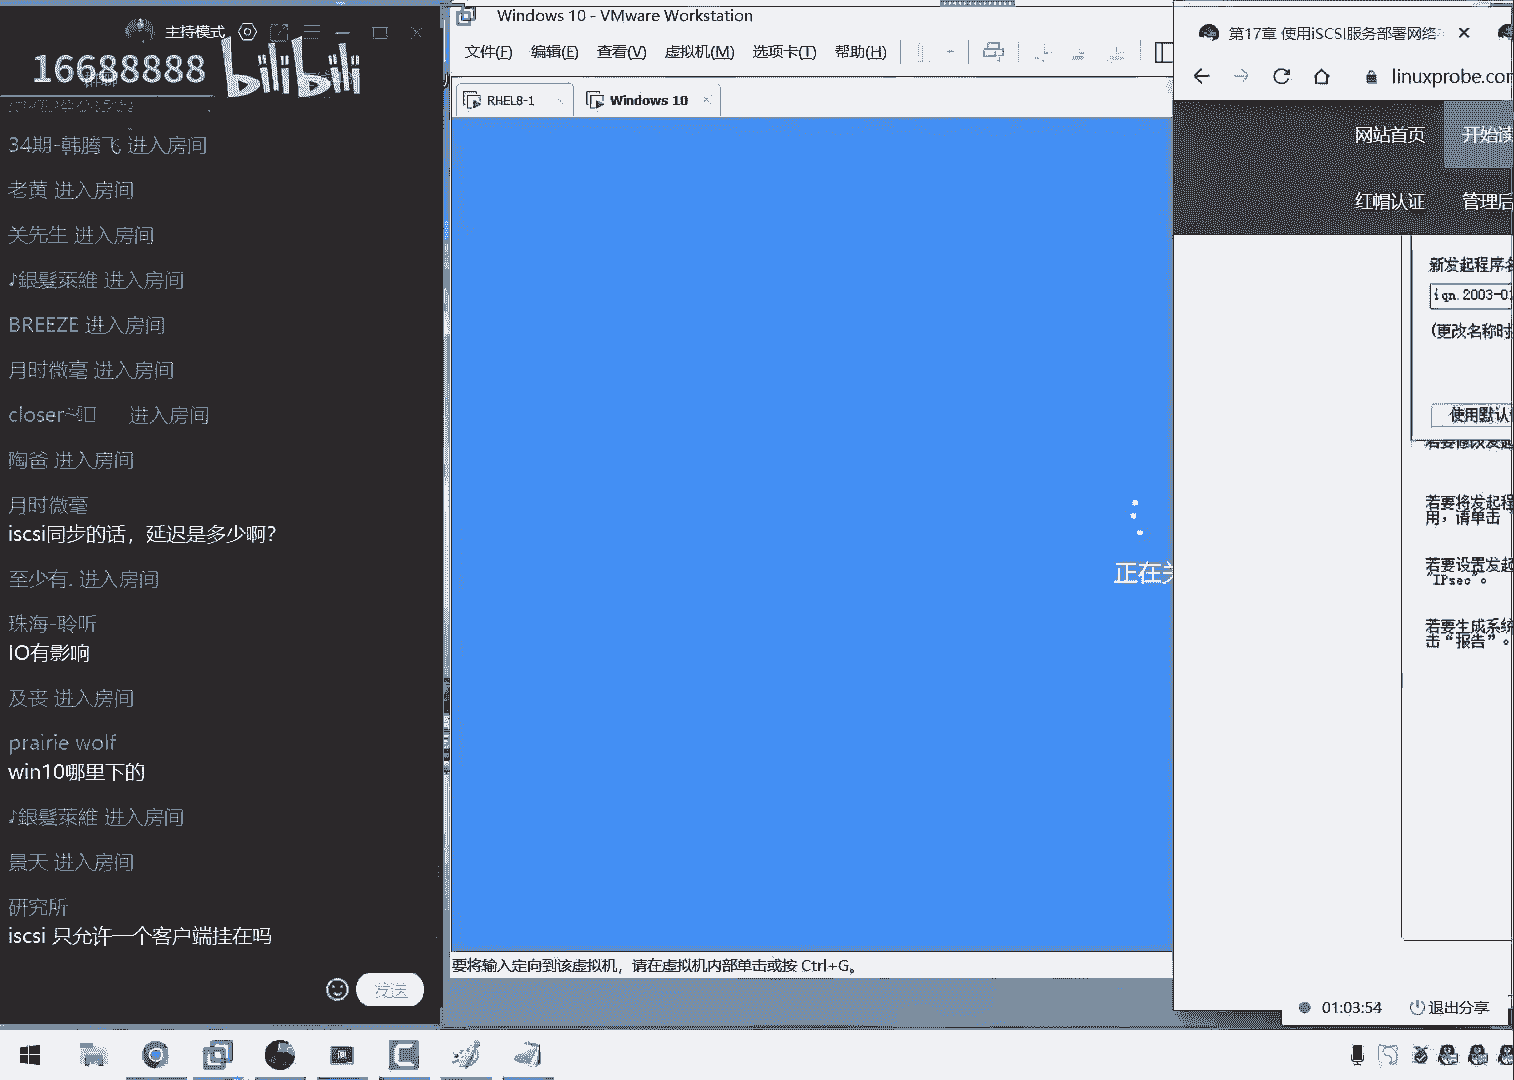 主持模式
16688888
bilibili
34期-韩腾飞 进入房间
老黄 进入房间
关先生 进入房间
♪銀髮萊維 进入房间
BREEZE 进入房间
月时微毫 进入房间
closer 进入房间
陶爸 进入房间
月时微毫
iscsi同步的话，延迟是多少啊？
至少有. 进入房间
珠海-聆听
IO有影响
及丧 进入房间
prairie wolf
win10哪里下的
♪銀髮萊維 进入房间
景天 进入房间
研究所
iscsi 只允许一个客户端挂在吗
发送
Windows 10 - VMware Workstation
文件(F) 编辑(E) 查看(V) 虚拟机(M) 选项卡(T) 帮助(H)
RHEL8-1
Windows 10
正在关
要将输入定向到该虚拟机，请在虚拟机内部单击或按 Ctrl+G。
第17章 使用iSCSI服务部署网络
linuxprobe.com
网站首页 开始读
红帽认证 管理后
新发起程序名
iqn.2003-01
(更改名称时
使用默认
若要修改发起
若要将发起程
用，请单击
若要设置发起
"IPsec"。
若要生成系统
击“报告”。
01:03:54 退出分享